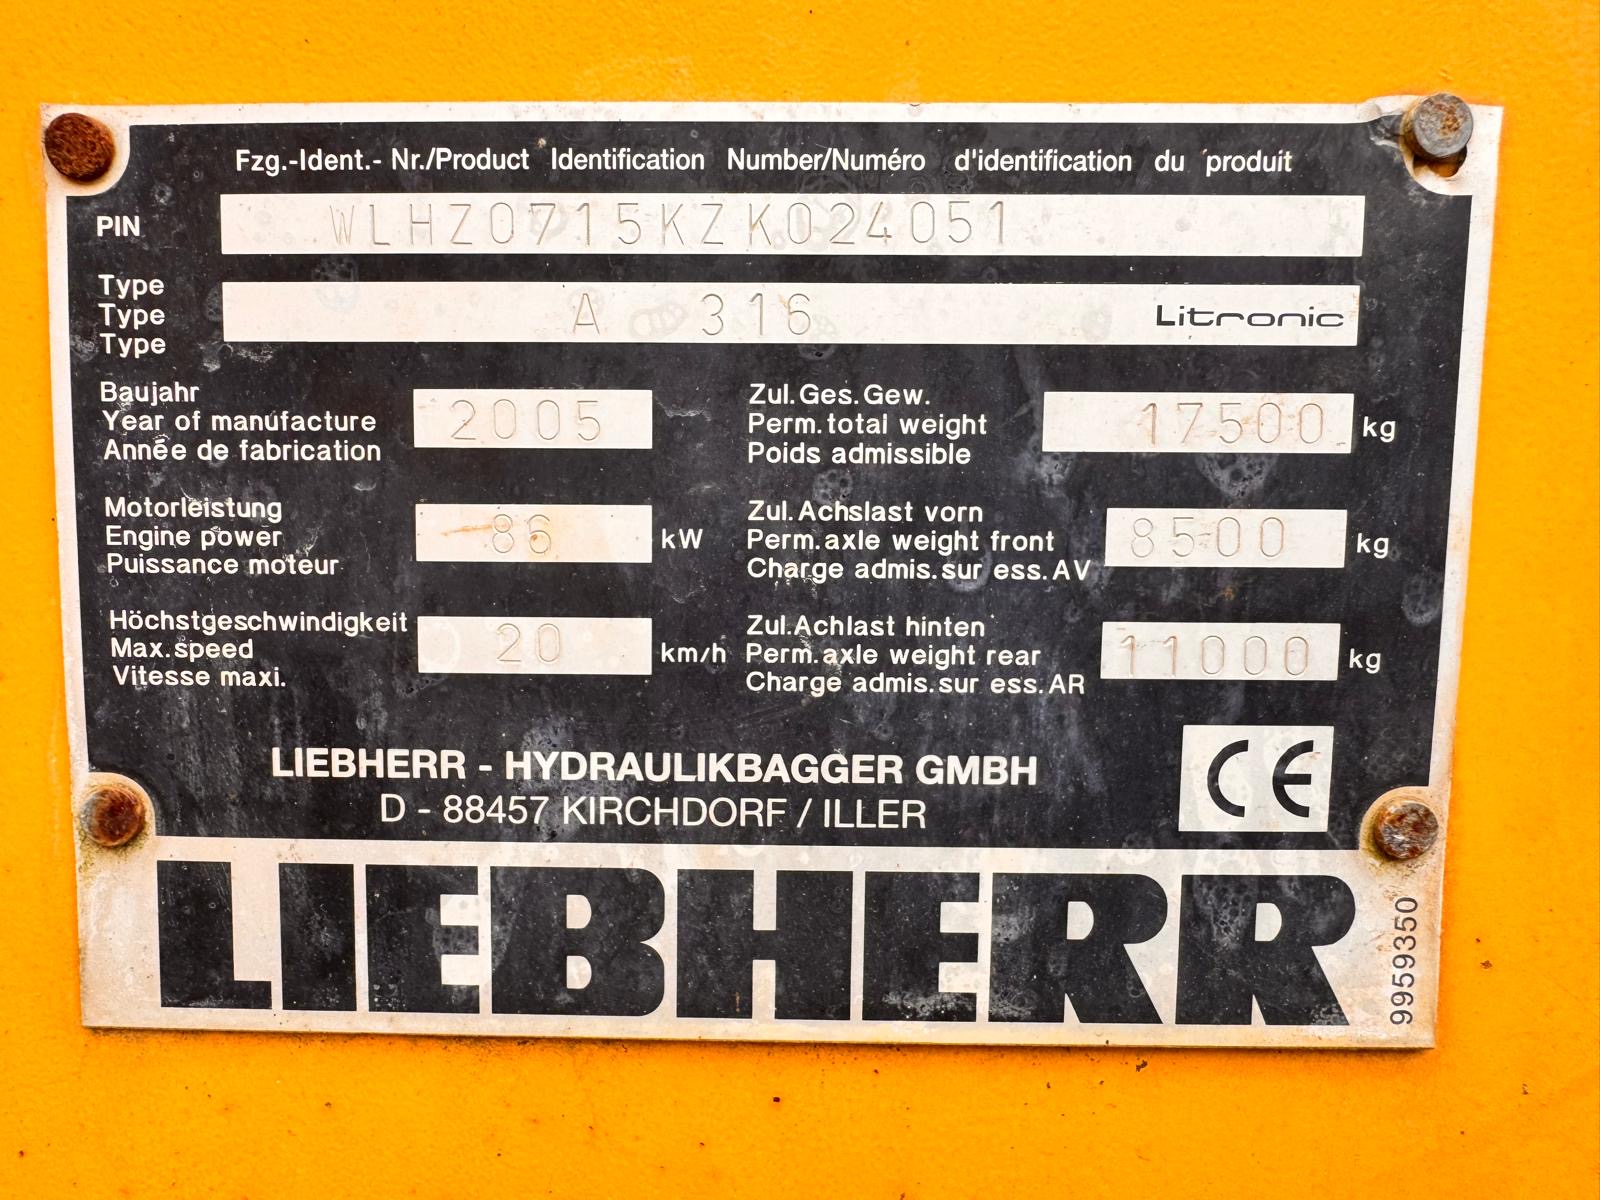 Fzg.-Ident.- Nr./Product Identification Number/Numéro d'identification du produit
PIN WLHZ0715KZK024051
Type
Type A 316 Litronic
Type
Baujahr
Year of manufacture 2005
Année de fabrication
Zul.Ges.Gew.
Perm.total weight 17500 kg
Poids admissible
Motorleistung
Engine power 86 kW
Puissance moteur
Zul.Achslast vorn
Perm.axle weight front 8500 kg
Charge admis.sur ess.AV
Höchstgeschwindigkeit
Max.speed 20 km/h
Vitesse maxi.
Zul.Achlast hinten
Perm.axle weight rear 11000 kg
Charge admis.sur ess.AR
LIEBHERR - HYDRAULIKBAGGER GMBH
D - 88457 KIRCHDORF / ILLER
CE
LIEBHERR
9959350